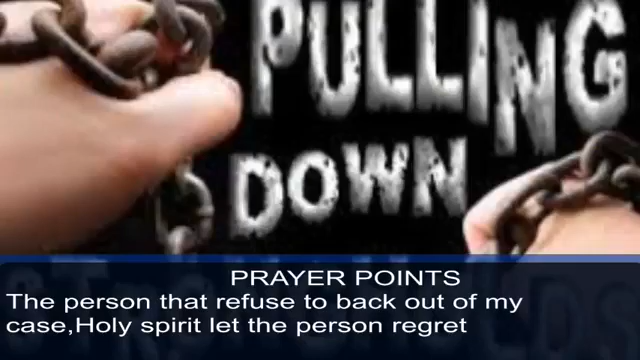 PULLING
DOWN
PRAYER POINTS
The person that refuse to back out of my
case,Holy spirit let the person regret